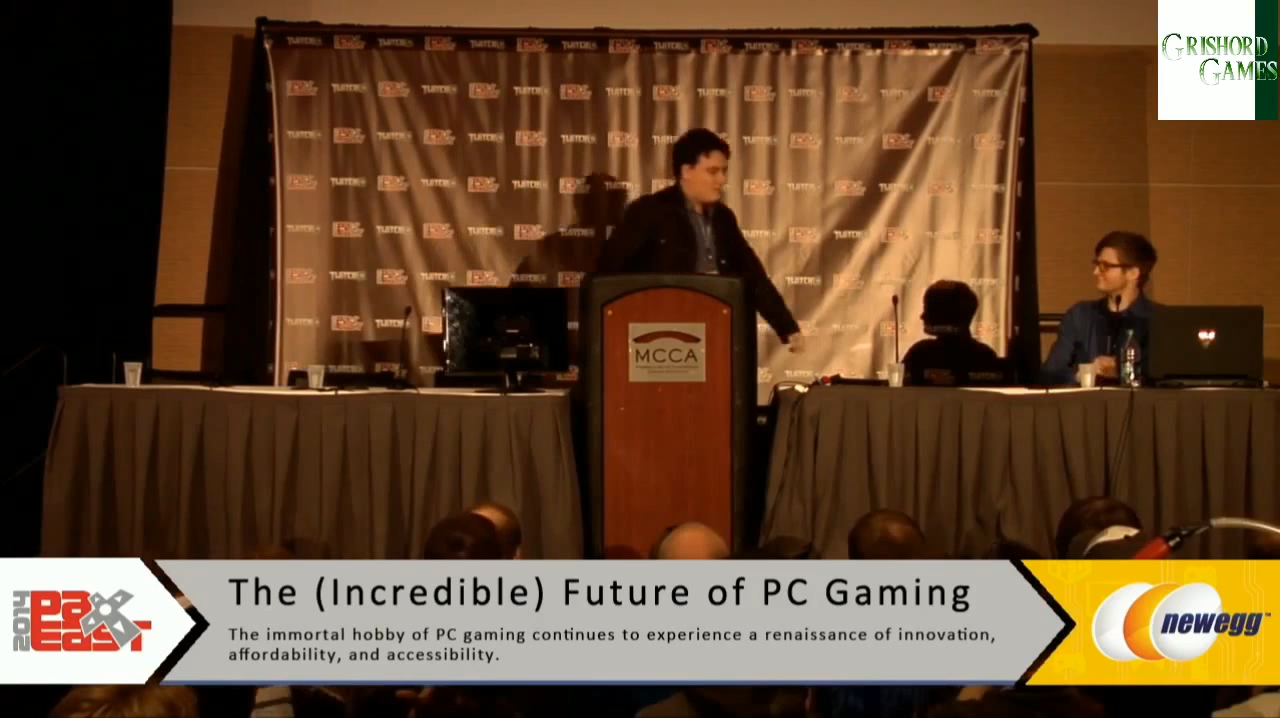 GRISHORD
GAMES
MCCA
The (Incredible) Future of PC Gaming
The immortal hobby of PC gaming continues to experience a renaissance of innovation,
affordability, and accessibility.
2014
PAX
EAST
newegg